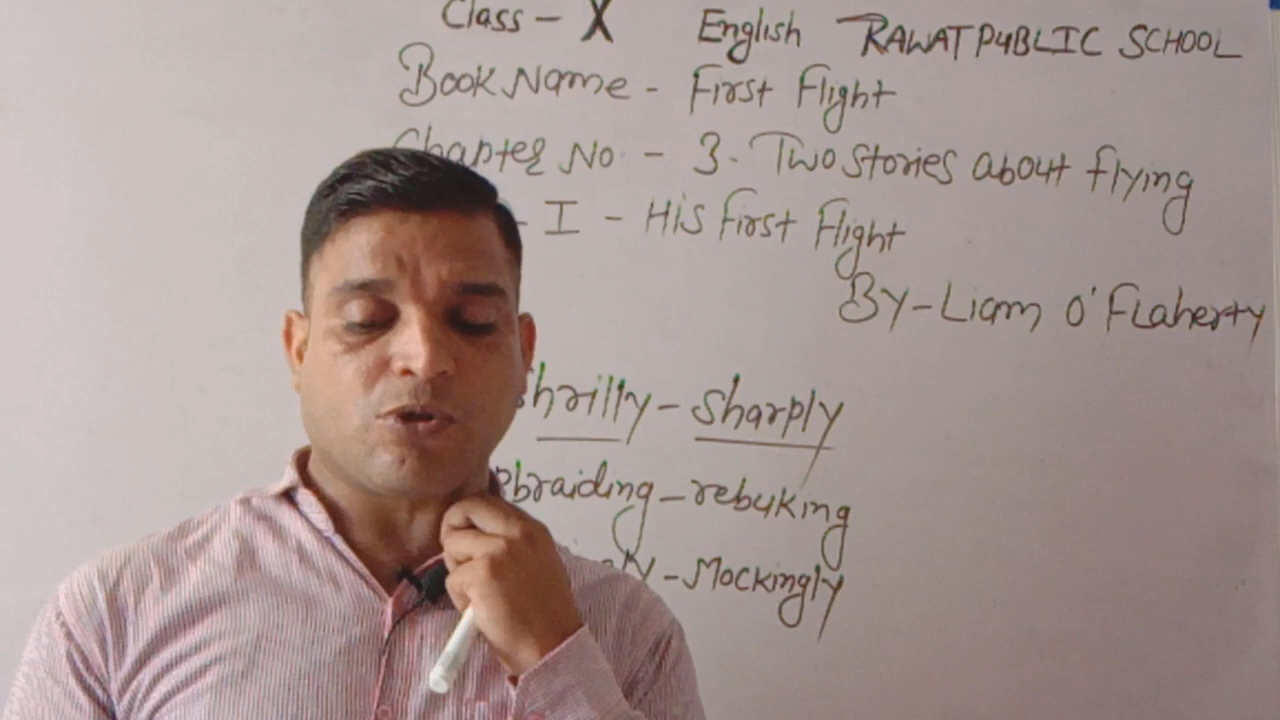 Class - X English RAWAT PUBLIC SCHOOL
Book Name - First Flight
Chapter No - 3. Two Stories about flying
- I - His First Flight
By - Liam O'Flaherty
Shrilly - Sharply
pbraiding - rebuking
- Mockingly